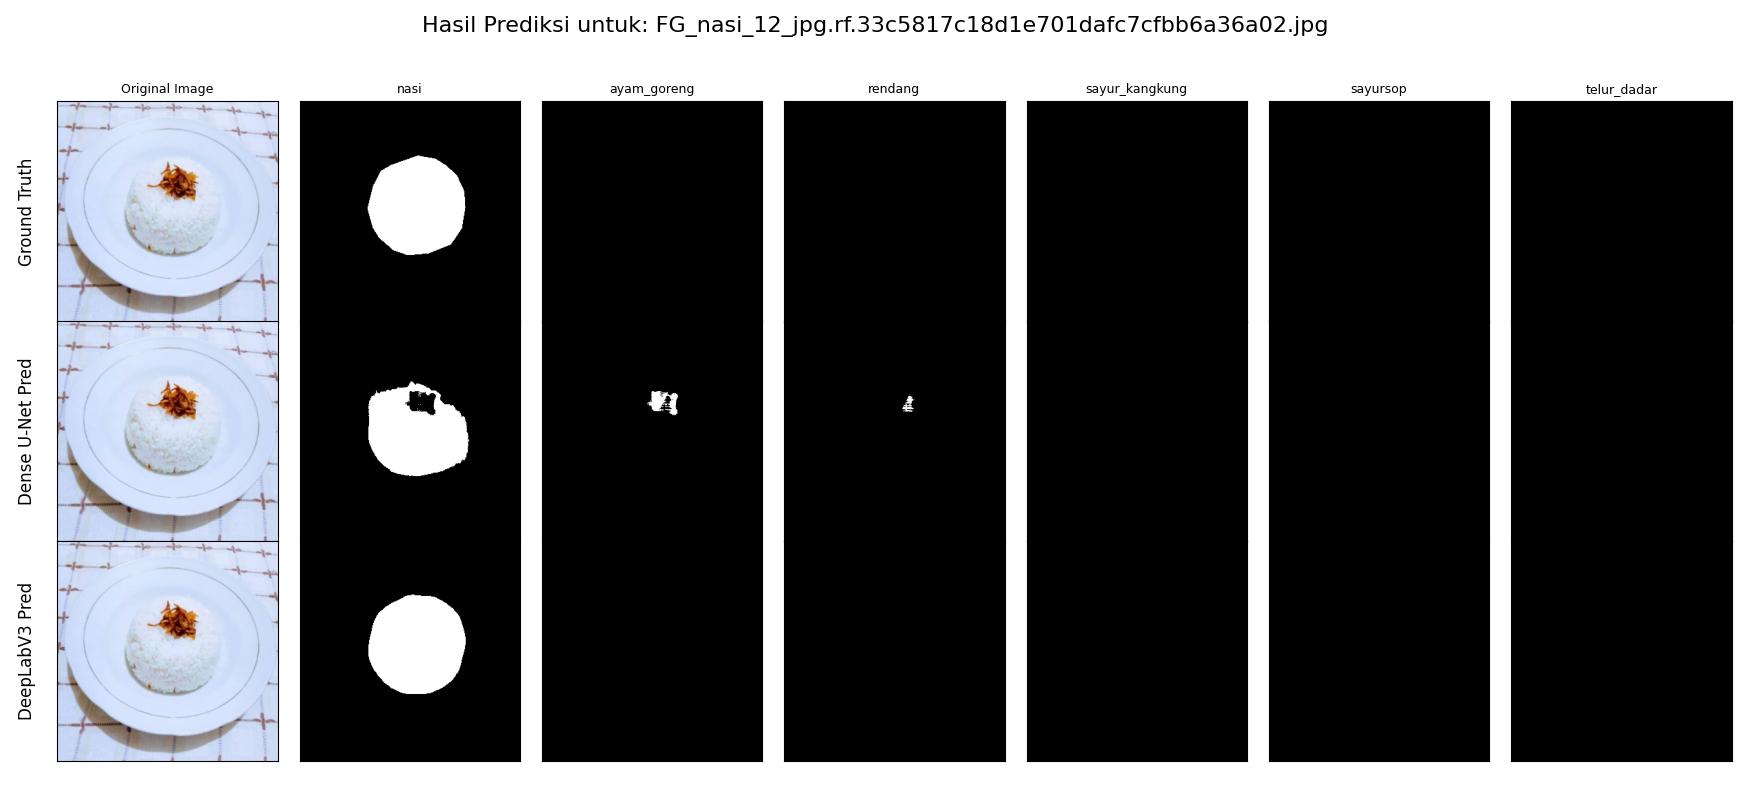 Hasil Prediksi untuk: FG_nasi_12_jpg.rf.33c5817c18d1e701dafc7cfbb6a36a02.jpg
Original Image
nasi
ayam_goreng
rendang
sayur_kangkung
sayursop
telur_dadar
Ground Truth
Dense U-Net Pred
DeepLabV3 Pred